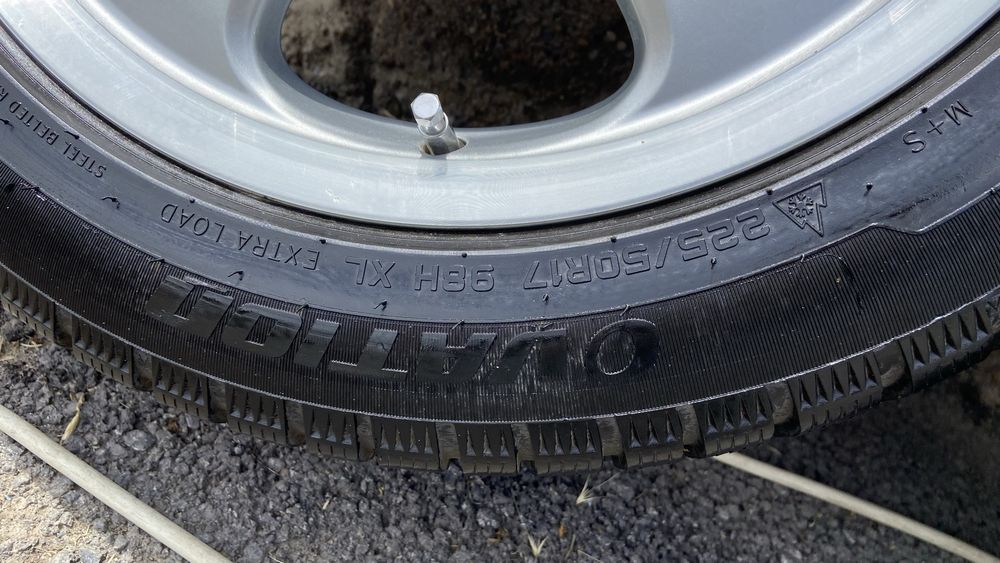 M+S
225/50R17 98H XL EXTRA LOAD
STEEL BELTED
OVATION